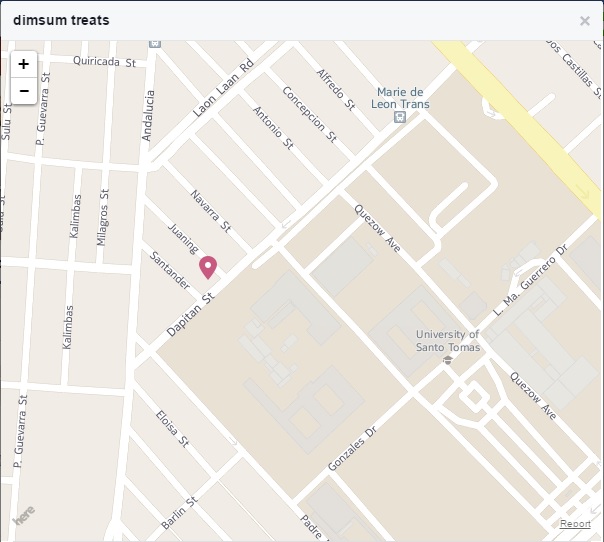 dimsum treats
×
+
−
Quiricada St
Sulu St
P. Guevarra St
Andalucia
Laon Laan Rd
Alfredo St
Concepcion St
Antonio St
Marie de
Leon Trans
Dos Castillas St
Kalimbas
Milagros St
Navarra St
Juaning
Santander
Quezow Ave
L. Ma. Guerrero Dr
Dapitan St
Kalimbas
University of
Santo Tomas
Quezow Ave
P. Guevarra St
Eloisa St
Gonzales Dr
Barlin St
Padre
here
Report